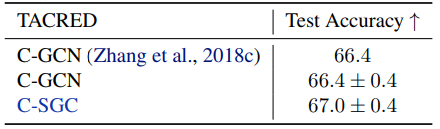 TACRED Test Accuracy ↑
C-GCN (Zhang et al., 2018c) 66.4
C-GCN 66.4 ± 0.4
C-SGC 67.0 ± 0.4